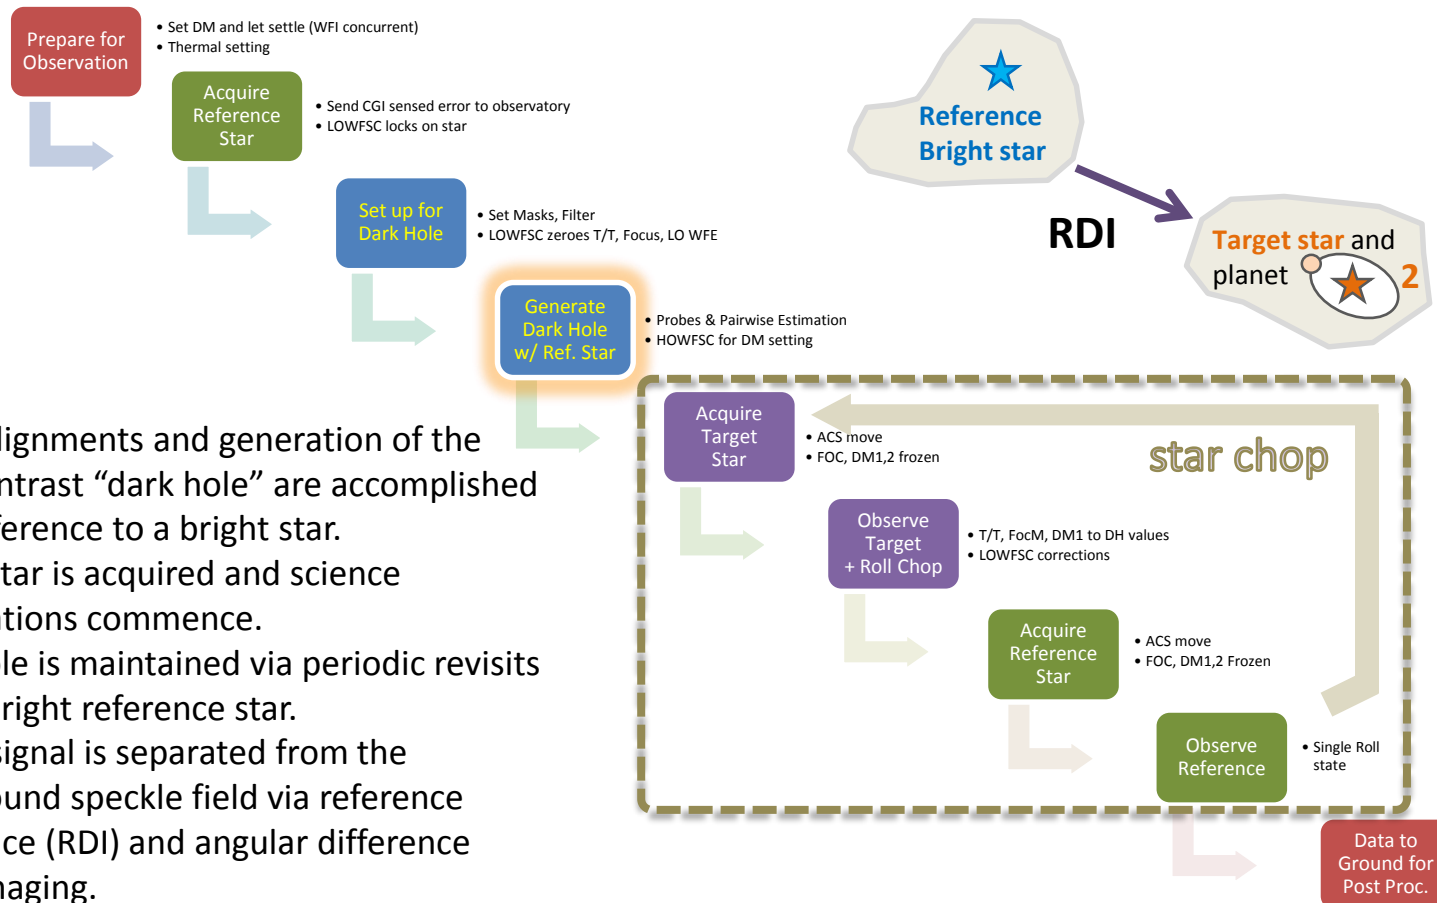 Prepare for
Observation
• Set DM and let settle (WFI concurrent)
• Thermal setting
Acquire
Reference
Star
• Send CGI sensed error to observatory
• LOWFSC locks on star
Set up for
Dark Hole
• Set Masks, Filter
• LOWFSC zeroes T/T, Focus, LO WFE
Generate
Dark Hole
w/ Ref. Star
• Probes & Pairwise Estimation
• HOWFSC for DM setting
Reference
Bright star
RDI
Target star and
planet
2
Acquire
Target
Star
• ACS move
• FOC, DM1,2 frozen
star chop
Observe
Target
+ Roll Chop
• T/T, FocM, DM1 to DH values
• LOWFSC corrections
Acquire
Reference
Star
• ACS move
• FOC, DM1,2 Frozen
Observe
Reference
• Single Roll
state
Data to
Ground for
Post Proc.
lignments and generation of the
ntrast “dark hole” are accomplished
ference to a bright star.
tar is acquired and science
ations commence.
ole is maintained via periodic revisits
right reference star.
signal is separated from the
ound speckle field via reference
ce (RDI) and angular difference
naging.